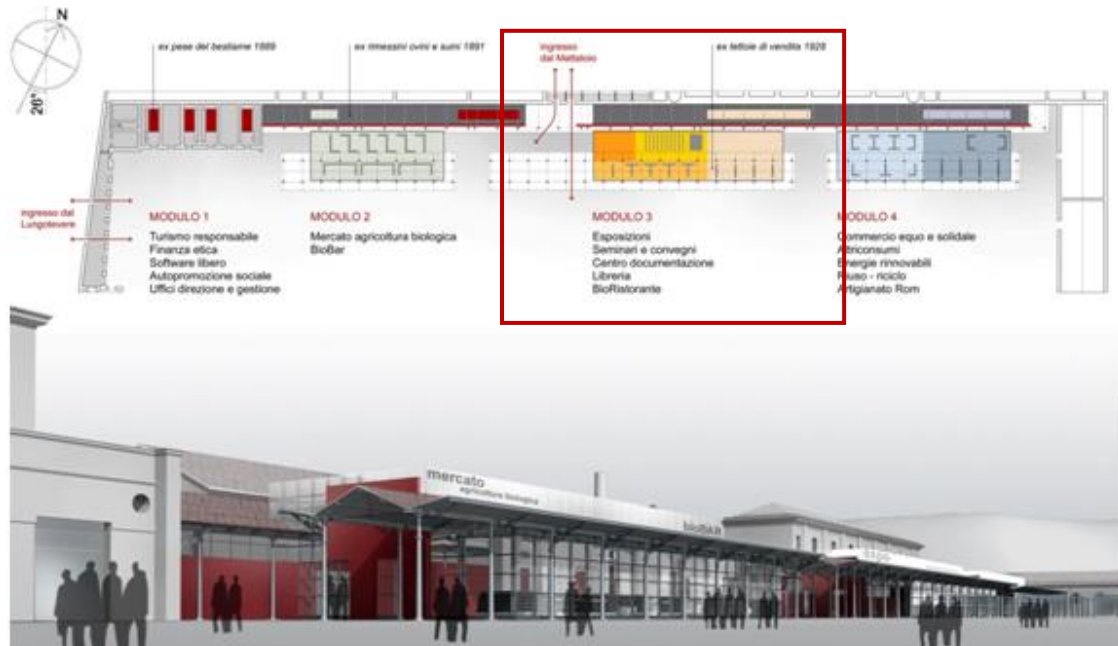 N
26°
ex pese del bestiame 1889
ex rimessini ovini e suini 1891
ingresso
dal Mattatoio
ex tettoie di vendita 1928
ingresso dal
Lungotevere
MODULO 1
Turismo responsabile
Finanza etica
Software libero
Autopromozione sociale
Uffici direzione e gestione
MODULO 2
Mercato agricoltura biologica
BioBar
MODULO 3
Esposizioni
Seminari e convegni
Centro documentazione
Libreria
BioRistorante
MODULO 4
Commercio equo e solidale
Altriconsumi
Energie rinnovabili
Riuso - riciclo
Artigianato Rom
mercato
agricoltura biologica
bioBAR